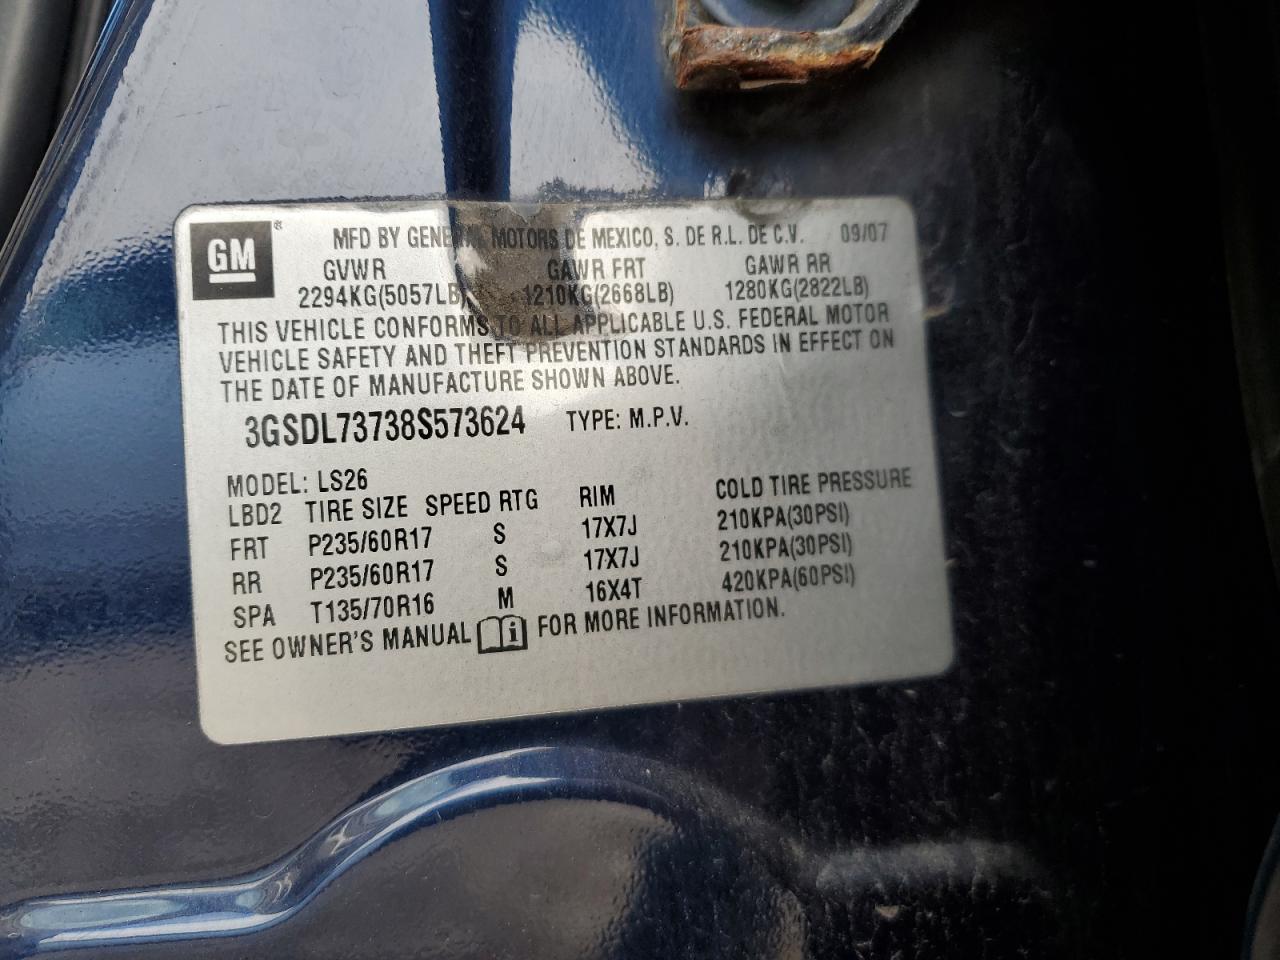 GM ® MFD BY GENERAL MOTORS DE MEXICO, S. DE R.L. DE C.V. 09/07
GVWR GAWR FRT GAWR RR
2294KG(5057LB) 1210KG(2668LB) 1280KG(2822LB)
THIS VEHICLE CONFORMS TO ALL APPLICABLE U.S. FEDERAL MOTOR
VEHICLE SAFETY AND THEFT PREVENTION STANDARDS IN EFFECT ON
THE DATE OF MANUFACTURE SHOWN ABOVE.
3GSDL73738S573624 TYPE: M.P.V.
MODEL: LS26
LBD2 TIRE SIZE SPEED RTG RIM COLD TIRE PRESSURE
FRT P235/60R17 S 17X7J 210KPA(30PSI)
RR P235/60R17 S 17X7J 210KPA(30PSI)
SPA T135/70R16 M 16X4T 420KPA(60PSI)
SEE OWNER'S MANUAL i FOR MORE INFORMATION.